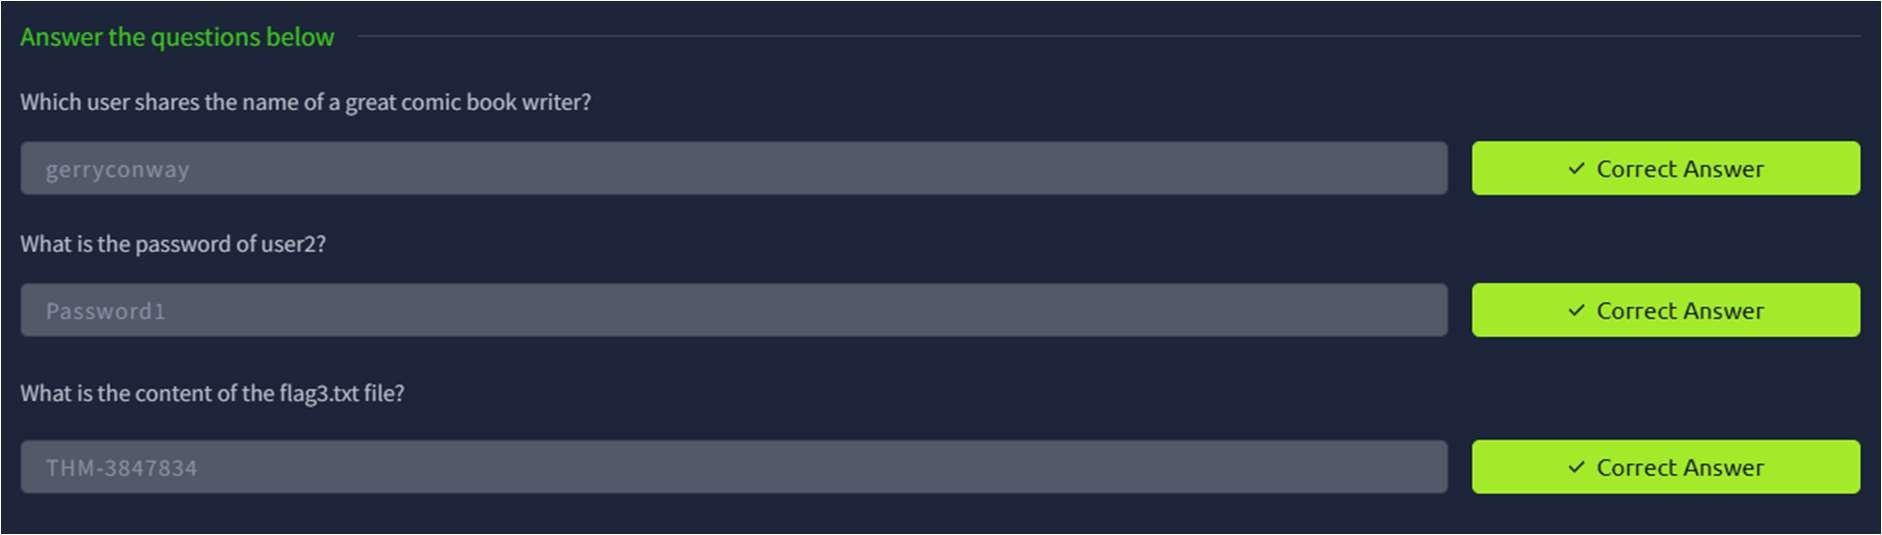 Answer the questions below
Which user shares the name of a great comic book writer?
gerryconway
✓ Correct Answer
What is the password of user2?
Password1
✓ Correct Answer
What is the content of the flag3.txt file?
THM-3847834
✓ Correct Answer